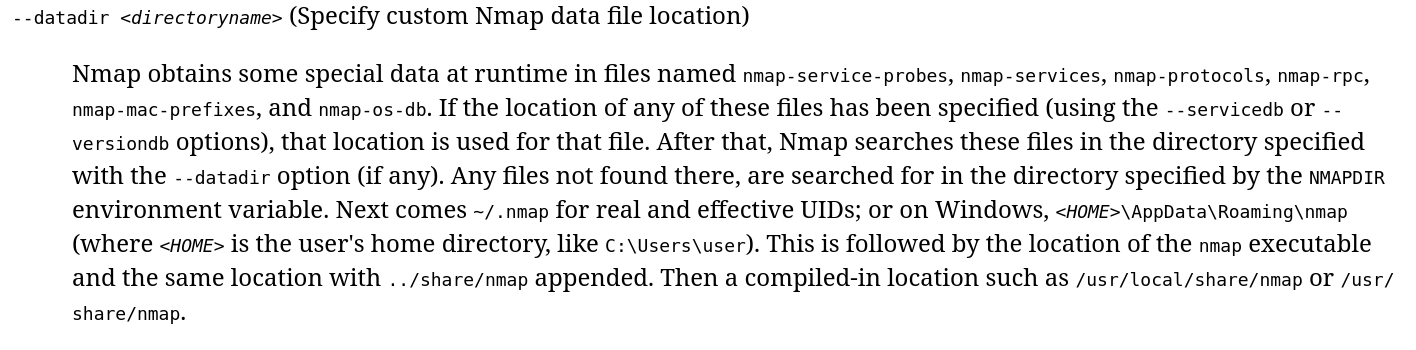 --datadir <directoryname> (Specify custom Nmap data file location)
Nmap obtains some special data at runtime in files named nmap-service-probes, nmap-services, nmap-protocols, nmap-rpc,
nmap-mac-prefixes, and nmap-os-db. If the location of any of these files has been specified (using the --servicedb or --
versiondb options), that location is used for that file. After that, Nmap searches these files in the directory specified
with the --datadir option (if any). Any files not found there, are searched for in the directory specified by the NMAPDIR
environment variable. Next comes ~/.nmap for real and effective UIDs; or on Windows, <HOME>\AppData\Roaming\nmap
(where <HOME> is the user's home directory, like C:\Users\user). This is followed by the location of the nmap executable
and the same location with ../share/nmap appended. Then a compiled-in location such as /usr/local/share/nmap or /usr/
share/nmap.